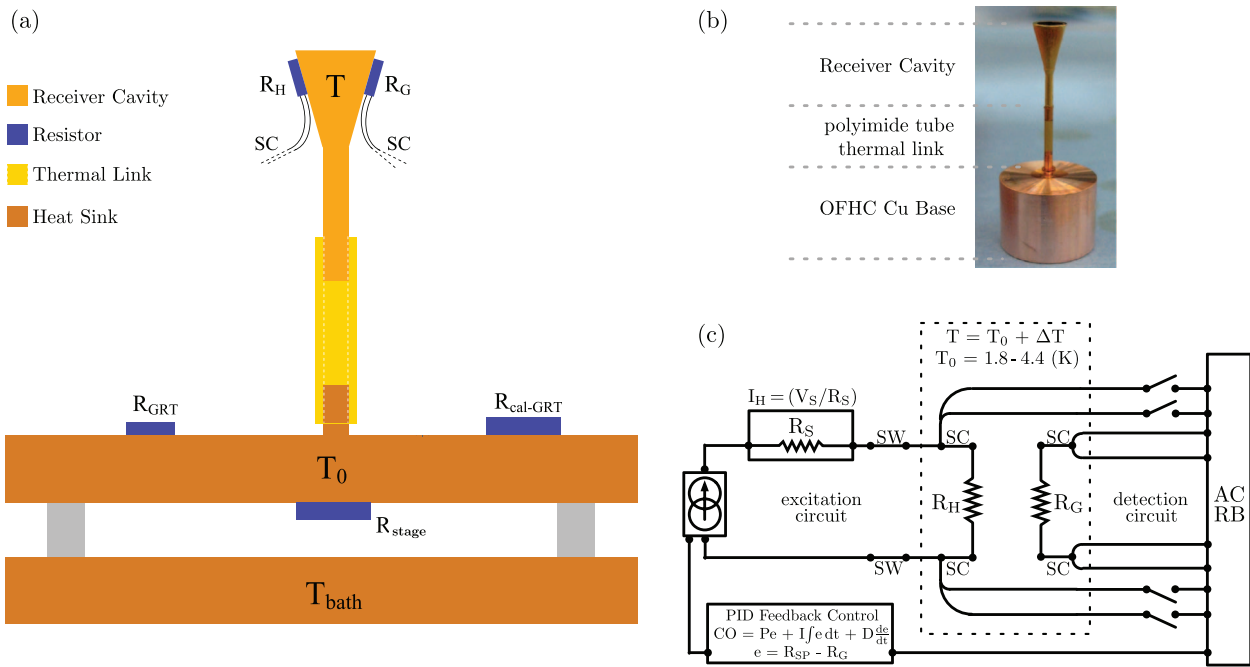 (a)
Receiver Cavity
Resistor
Thermal Link
Heat Sink
T
R_H
R_G
SC
SC
R_GRT
R_cal-GRT
T_0
R_stage
T_bath
(b)
Receiver Cavity
polyimide tube
thermal link
OFHC Cu Base
(c)
T = T_0 + ΔT
T_0 = 1.8 - 4.4 (K)
I_H = (V_S/R_S)
R_S
SW
SC
SC
R_H
R_G
excitation
circuit
detection
circuit
AC
RB
SW
SC
SC
PID Feedback Control
CO = Pe + I∫e dt + D de/dt
e = R_SP - R_G